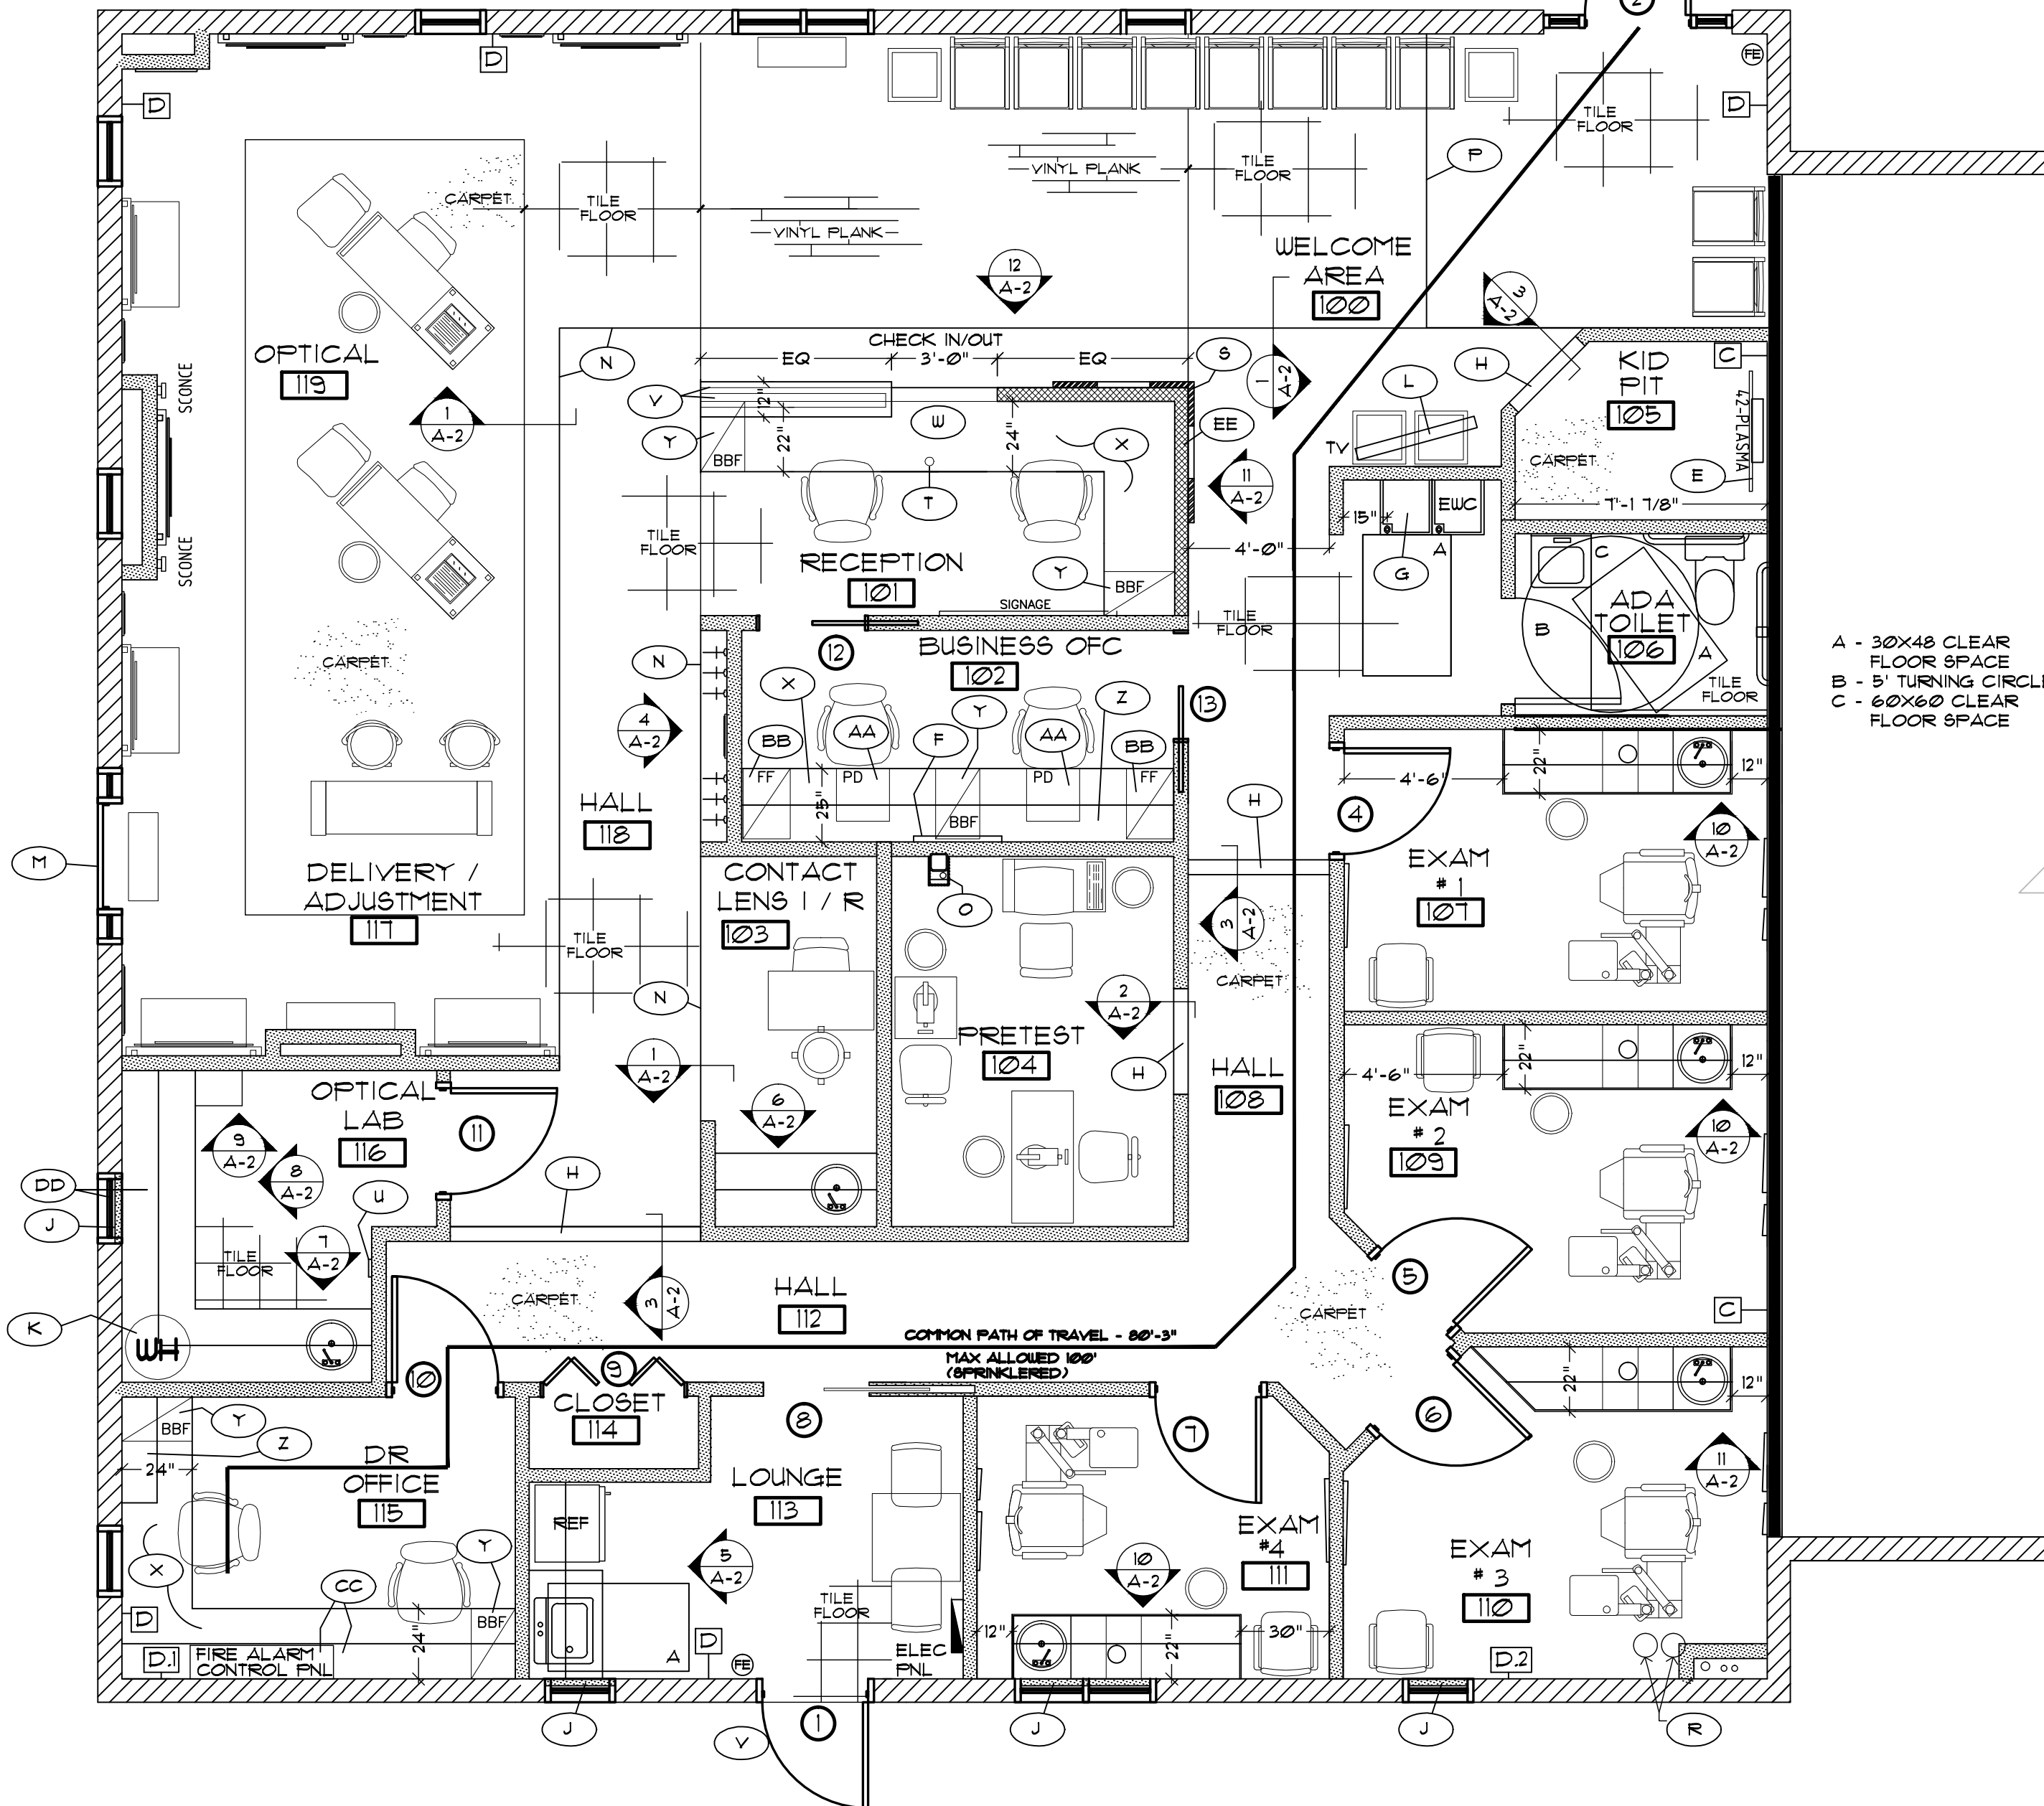 2
FE
D
D
D
TILE
FLOOR
CARPET
TILE
FLOOR
VINYL PLANK
VINYL PLANK
TILE
FLOOR
P
WELCOME
AREA
100
12
A-2
3
A-2
CHECK IN/OUT
EQ
3'-0"
EQ
S
N
OPTICAL
119
SCONCE
1
A-2
V
12"
Y
22"
BBF
W
24"
X
EE
1
A-2
L
H
KID
PIT
105
C
42-PLASMA
TV
CARPET
E
7'-1 7/8"
T
11
A-2
15"
EWC
A
G
4'-0"
TILE
FLOOR
RECEPTION
101
Y
BBF
SIGNAGE
SCONCE
CARPET
TILE
FLOOR
C
ADA
TOILET
106
B
A
TILE
FLOOR
A - 30X48 CLEAR
FLOOR SPACE
B - 5' TURNING CIRCLE
C - 60X60 CLEAR
FLOOR SPACE
12
BUSINESS OFC
102
N
X
Y
Z
13
4
A-2
BB
AA
F
AA
BB
FF
PD
PD
FF
25"
BBF
H
4'-6"
22"
12"
4
10
A-2
EXAM
# 1
107
HALL
118
M
DELIVERY /
ADJUSTMENT
117
CONTACT
LENS I / R
103
O
3
A-2
CARPET
TILE
FLOOR
N
2
A-2
PRETEST
104
H
HALL
108
1
A-2
6
A-2
4'-6"
22"
12"
EXAM
# 2
109
10
A-2
OPTICAL
LAB
116
11
9
A-2
8
A-2
U
H
DD
J
7
A-2
TILE
FLOOR
K
WH
CARPET
3
A-2
HALL
112
COMMON PATH OF TRAVEL - 80'-3"
MAX ALLOWED 100'
(SPRINKLERED)
5
CARPET
C
10
9
CLOSET
114
8
7
6
22"
12"
Y
BBF
Z
24"
DR
OFFICE
115
LOUNGE
113
REF
5
A-2
X
CC
Y
BBF
24"
D
D.1
FIRE ALARM
CONTROL PNL
TILE
FLOOR
A
D
FE
ELEC
PNL
12"
10
A-2
22"
EXAM
#4
111
30"
EXAM
# 3
110
11
A-2
D.2
J
V
1
J
J
R